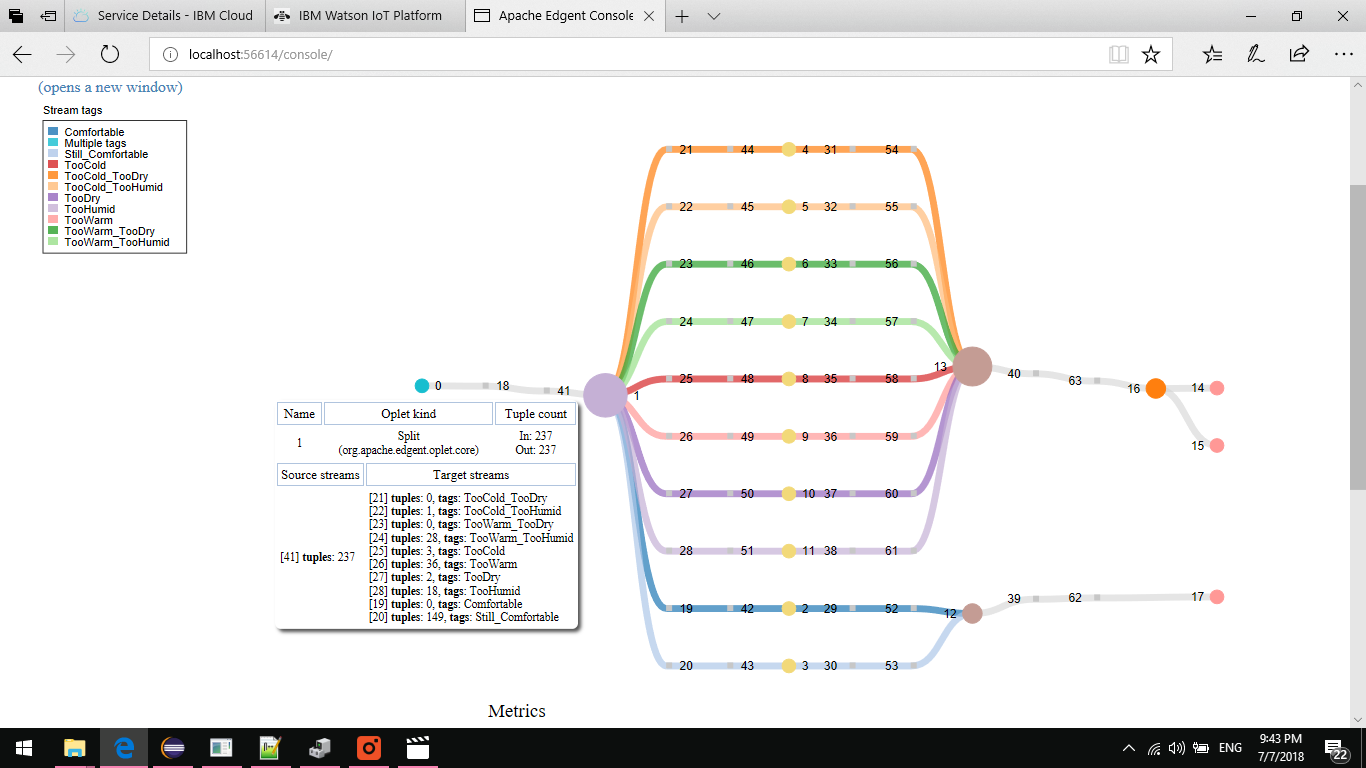 Service Details - IBM Cloud
IBM Watson IoT Platform
Apache Edgent Console
localhost:56614/console/
(opens a new window)
Stream tags
Comfortable
Multiple tags
Still_Comfortable
TooCold
TooCold_TooDry
TooCold_TooHumid
TooDry
TooHumid
TooWarm
TooWarm_TooDry
TooWarm_TooHumid
21 44 4 31 54
22 45 5 32 55
23 46 6 33 56
24 47 7 34 57
25 48 8 35 58
26 49 9 36 59
27 50 10 37 60
28 51 11 38 61
19 42 2 29 52
20 43 3 30 53
0 18 41 1
13 40 63 16 14
15
12 39 62 17
Name Oplet kind Tuple count
1 Split (org.apache.edgent.oplet.core) In: 237 Out: 237
Source streams Target streams
[41] tuples: 237
[21] tuples: 0, tags: TooCold_TooDry
[22] tuples: 1, tags: TooCold_TooHumid
[23] tuples: 0, tags: TooWarm_TooDry
[24] tuples: 28, tags: TooWarm_TooHumid
[25] tuples: 3, tags: TooCold
[26] tuples: 36, tags: TooWarm
[27] tuples: 2, tags: TooDry
[28] tuples: 18, tags: TooHumid
[19] tuples: 0, tags: Comfortable
[20] tuples: 149, tags: Still_Comfortable
Metrics
ENG
9:43 PM
7/7/2018
22